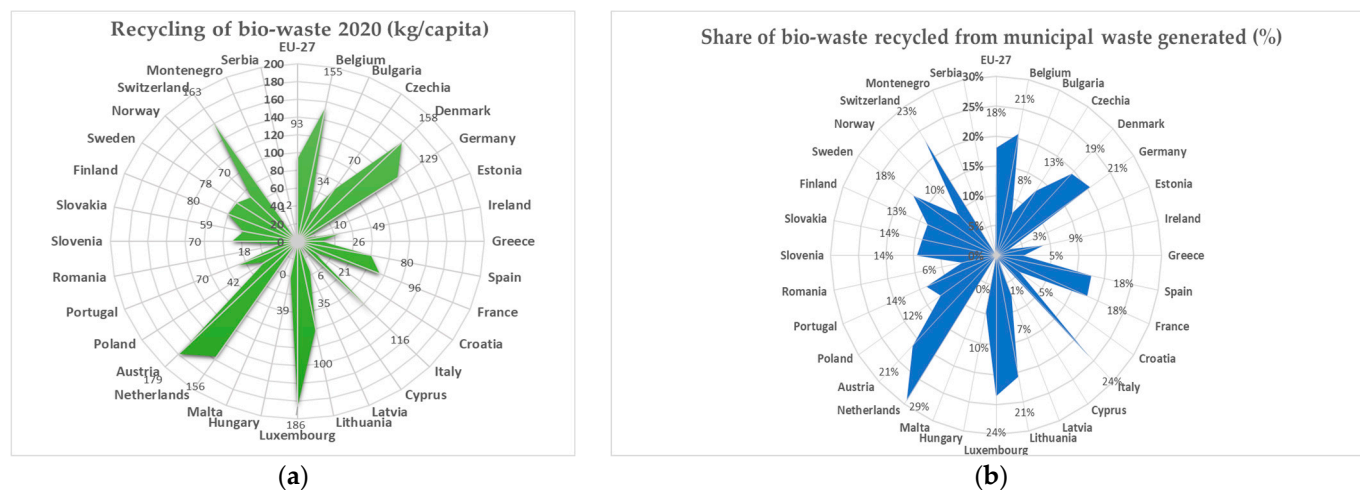 Recycling of bio-waste 2020 (kg/capita)
EU-27
Belgium
Bulgaria
Czechia
Denmark
Germany
Estonia
Ireland
Greece
Spain
France
Croatia
Italy
Cyprus
Latvia
Lithuania
Luxembourg
Hungary
Malta
Netherlands
Austria
Poland
Portugal
Romania
Slovenia
Slovakia
Finland
Sweden
Norway
Switzerland
Montenegro
Serbia
200
180
160
140
120
100
80
60
40
20
0
93
155
34
70
158
129
10
49
26
80
96
21
116
6
35
100
186
39
0
156
179
42
70
18
70
59
80
78
70
163
1
2
(a)
Share of bio-waste recycled from municipal waste generated (%)
EU-27
Belgium
Bulgaria
Czechia
Denmark
Germany
Estonia
Ireland
Greece
Spain
France
Croatia
Italy
Cyprus
Latvia
Lithuania
Luxembourg
Hungary
Malta
Netherlands
Austria
Poland
Portugal
Romania
Slovenia
Slovakia
Finland
Sweden
Norway
Switzerland
Montenegro
Serbia
30%
25%
20%
15%
10%
18%
21%
8%
13%
19%
21%
3%
9%
5%
18%
18%
5%
24%
1%
7%
21%
24%
10%
0%
29%
21%
12%
14%
6%
14%
14%
13%
18%
10%
23%
(b)